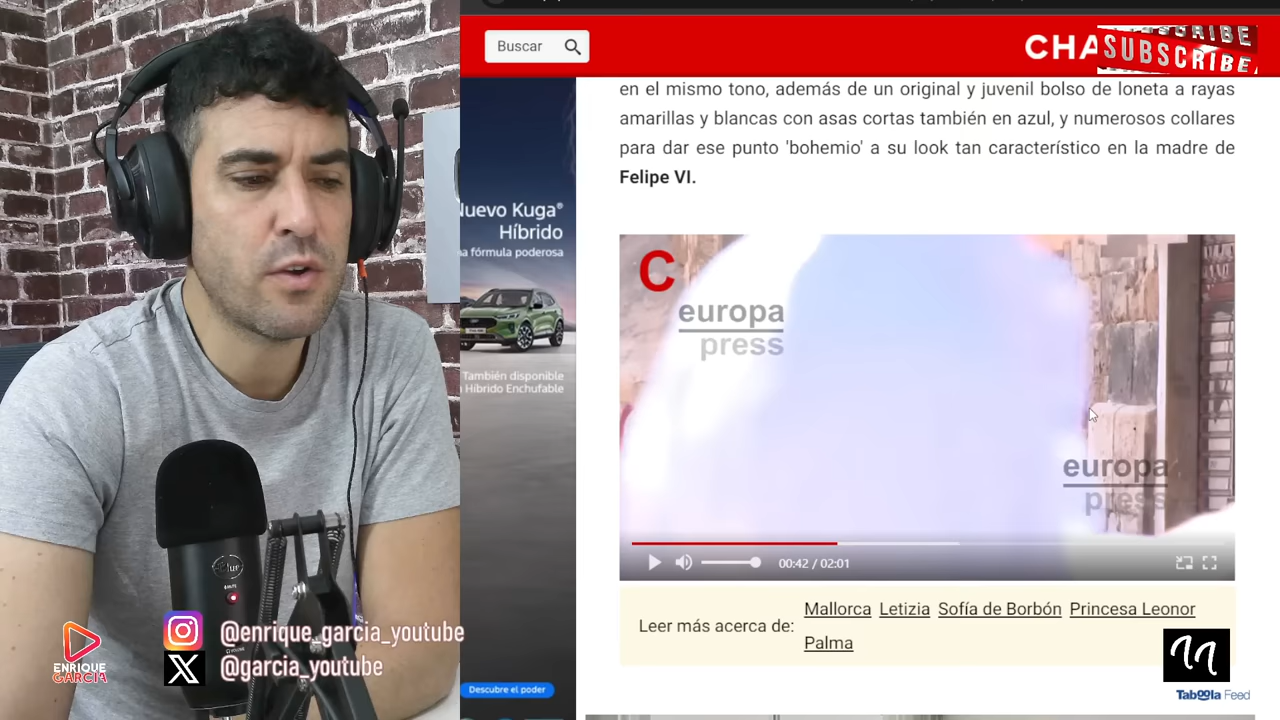 Buscar
CHA
SUBSCRIBE
en el mismo tono, además de un original y juvenil bolso de loneta a rayas
amarillas y blancas con asas cortas también en azul, y numerosos collares
para dar ese punto 'bohemio' a su look tan característico en la madre de
Felipe VI.
Nuevo Kuga®
Híbrido
na fórmula poderosa
También disponible
Híbrido Enchufable
Descubre el poder
C
europa
press
europa
press
00:42 / 02:01
Leer más acerca de:
Mallorca Letizia Sofía de Borbón Princesa Leonor
Palma
Taboola Feed
Blue
ENRIQUE
GARCIA
@enrique_garcia_youtube
@garcia_youtube